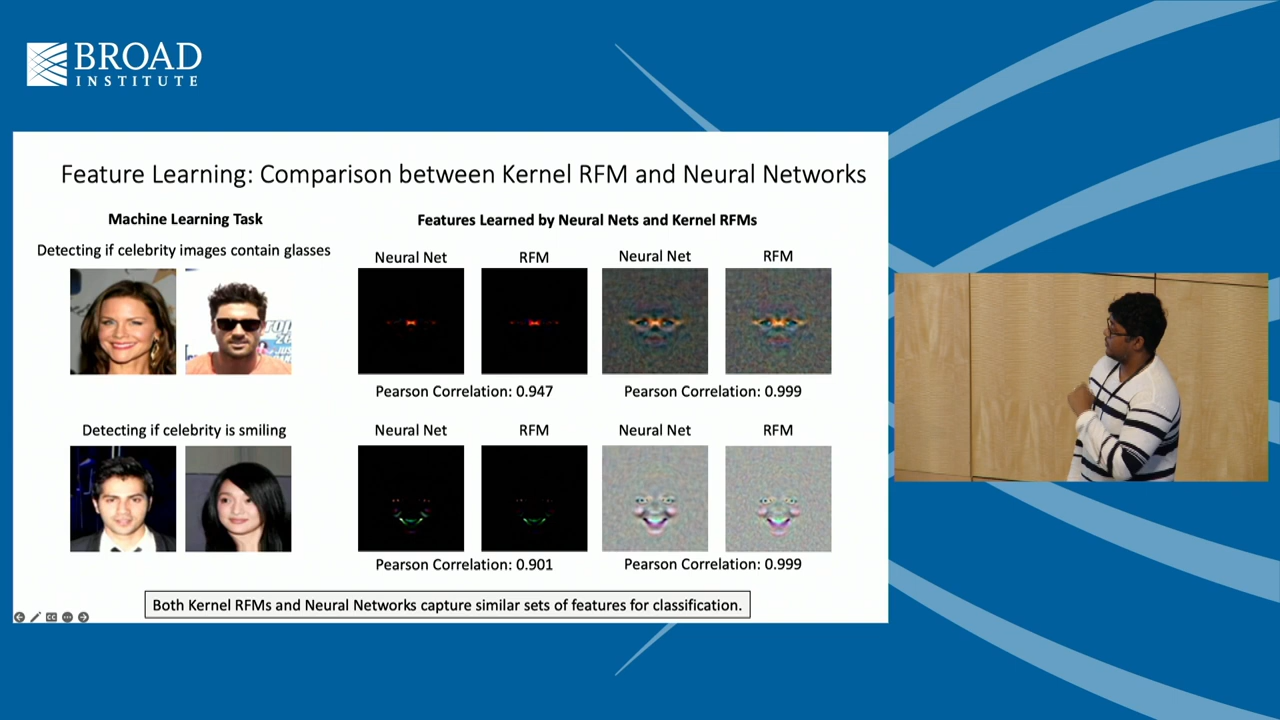 BROAD
INSTITUTE
Feature Learning: Comparison between Kernel RFM and Neural Networks
Machine Learning Task
Features Learned by Neural Nets and Kernel RFMs
Detecting if celebrity images contain glasses
Neural Net
RFM
Neural Net
RFM
Pearson Correlation: 0.947
Pearson Correlation: 0.999
Detecting if celebrity is smiling
Neural Net
RFM
Neural Net
RFM
Pearson Correlation: 0.901
Pearson Correlation: 0.999
Both Kernel RFMs and Neural Networks capture similar sets of features for classification.